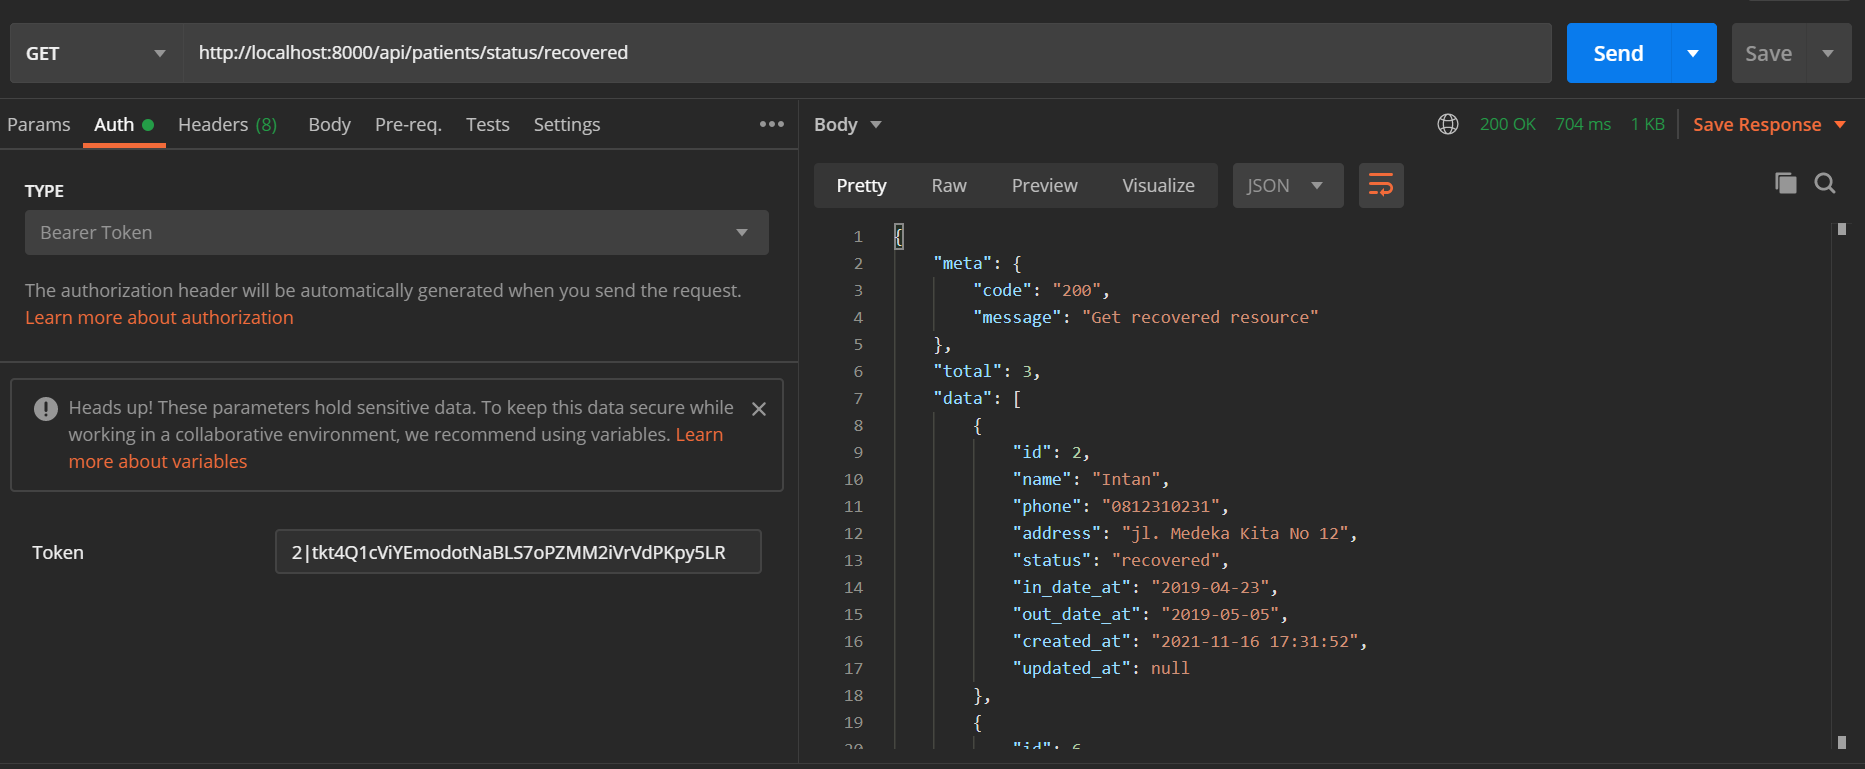 GET
http://localhost:8000/api/patients/status/recovered
Send
Save
Params
Auth
Headers (8)
Body
Pre-req.
Tests
Settings
TYPE
Bearer Token
The authorization header will be automatically generated when you send the request.
Learn more about authorization
Heads up! These parameters hold sensitive data. To keep this data secure while
working in a collaborative environment, we recommend using variables. Learn
more about variables
Token
2|tkt4Q1cViYEmodotNaBLS7oPZMM2iVrVdPKpy5LR
Body
200 OK
704 ms
1 KB
Save Response
Pretty
Raw
Preview
Visualize
JSON
1 {
2 "meta": {
3 "code": "200",
4 "message": "Get recovered resource"
5 },
6 "total": 3,
7 "data": [
8 {
9 "id": 2,
10 "name": "Intan",
11 "phone": "0812310231",
12 "address": "jl. Medeka Kita No 12",
13 "status": "recovered",
14 "in_date_at": "2019-04-23",
15 "out_date_at": "2019-05-05",
16 "created_at": "2021-11-16 17:31:52",
17 "updated_at": null
18 },
19 {
20 "id": 6